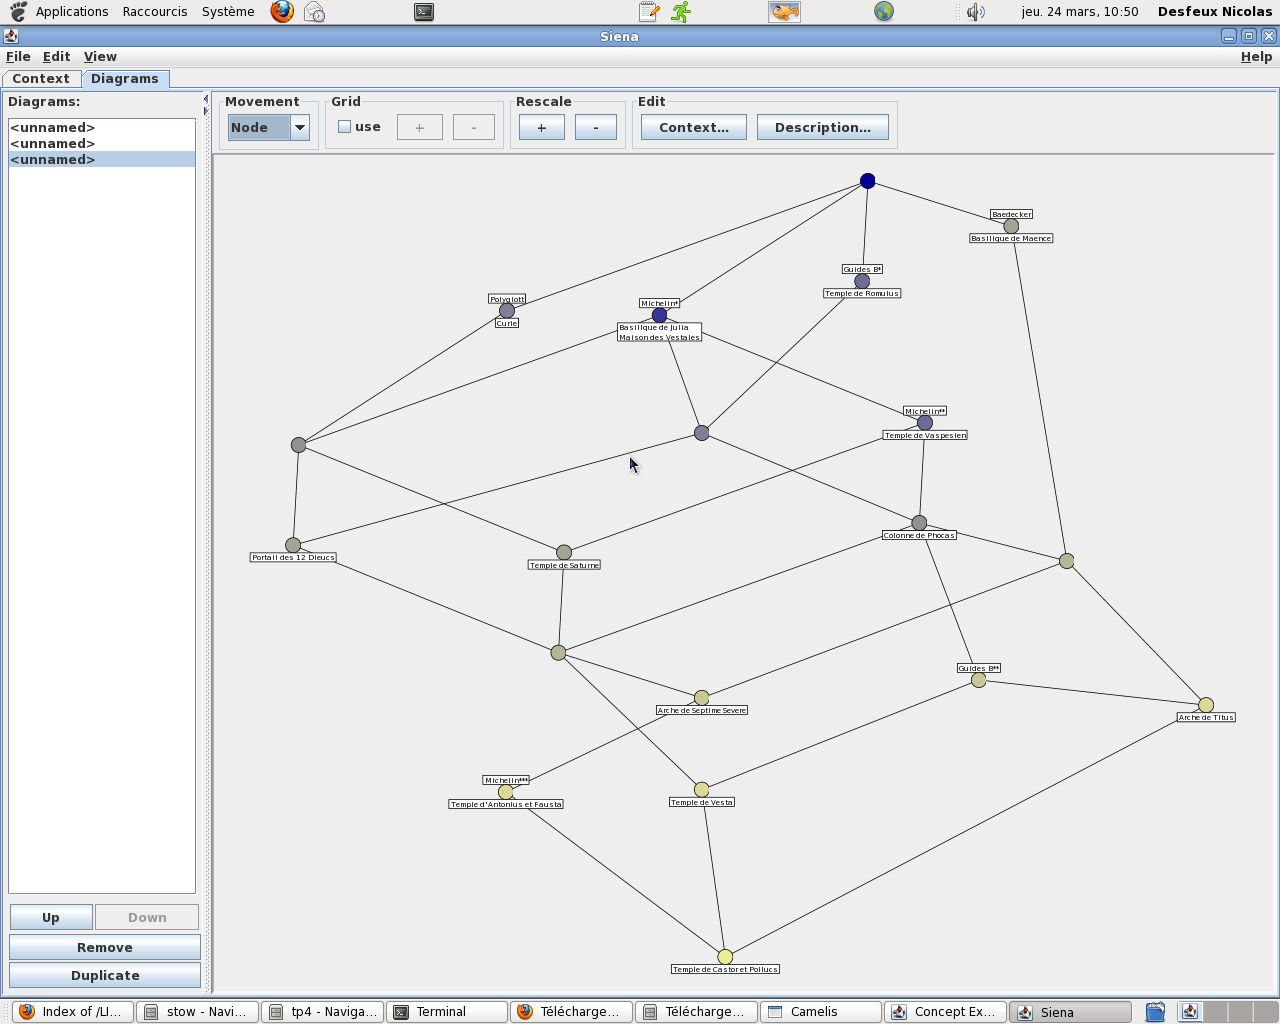 Applications Raccourcis Système jeu. 24 mars, 10:50 Desfeux Nicolas
Siena
File Edit View Help
Context Diagrams
Diagrams:
<unnamed>
<unnamed>
<unnamed>
Movement Grid Rescale Edit
Node use + - + - Context... Description...
Baedecker
Basilique de Maence
Guides B*
Temple de Romulus
Polyglott
Curie
Michelin*
Basilique de Julia
Maison des Vestales
Michelin**
Temple de Vaspesien
Colonne de Phocas
Portail des 12 Dieucs
Temple de Saturne
Guides B**
Arche de Septime Severe
Arche de Titus
Michelin***
Temple d'Antonius et Fausta
Temple de Vesta
Temple de Castor et Pollucs
Up Down
Remove
Duplicate
Index of /LI... stow - Navi... tp4 - Naviga... Terminal Télécharge... Télécharge... Camelis Concept Ex... Siena